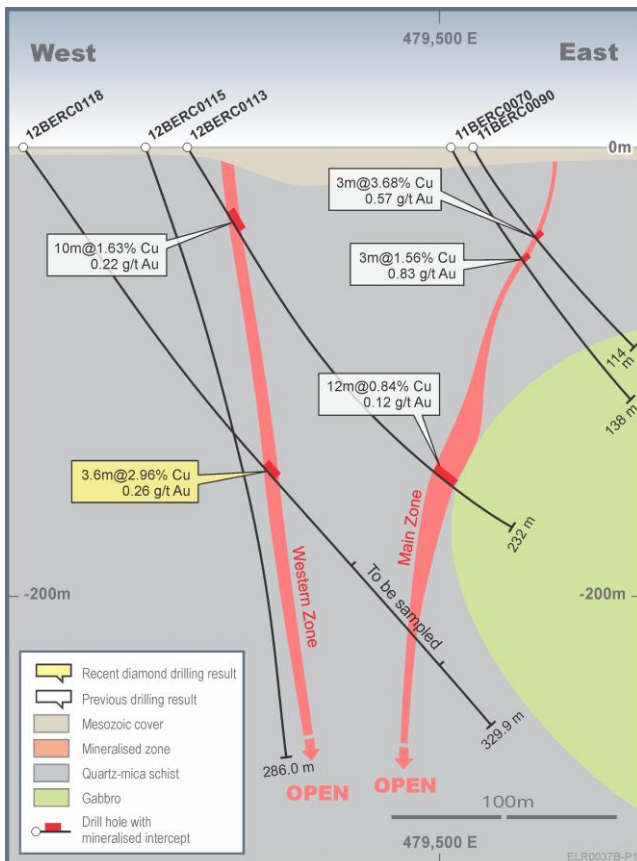 479,500 E
West
East
12BERC0118
12BERC0115
12BERC0113
11BERC0070
11BERC0090
0m
3m@3.68% Cu
0.57 g/t Au
10m@1.63% Cu
0.22 g/t Au
3m@1.56% Cu
0.83 g/t Au
114
m
138 m
12m@0.84% Cu
0.12 g/t Au
3.6m@2.96% Cu
0.26 g/t Au
Main Zone
232 m
Western Zone
To be sampled
-200m
-200m
Recent diamond drilling result
Previous drilling result
Mesozoic cover
Mineralised zone
Quartz-mica schist
Gabbro
Drill hole with
mineralised intercept
329.9 m
286.0 m
OPEN
OPEN
100m
479,500 E
ELR0037B-P1